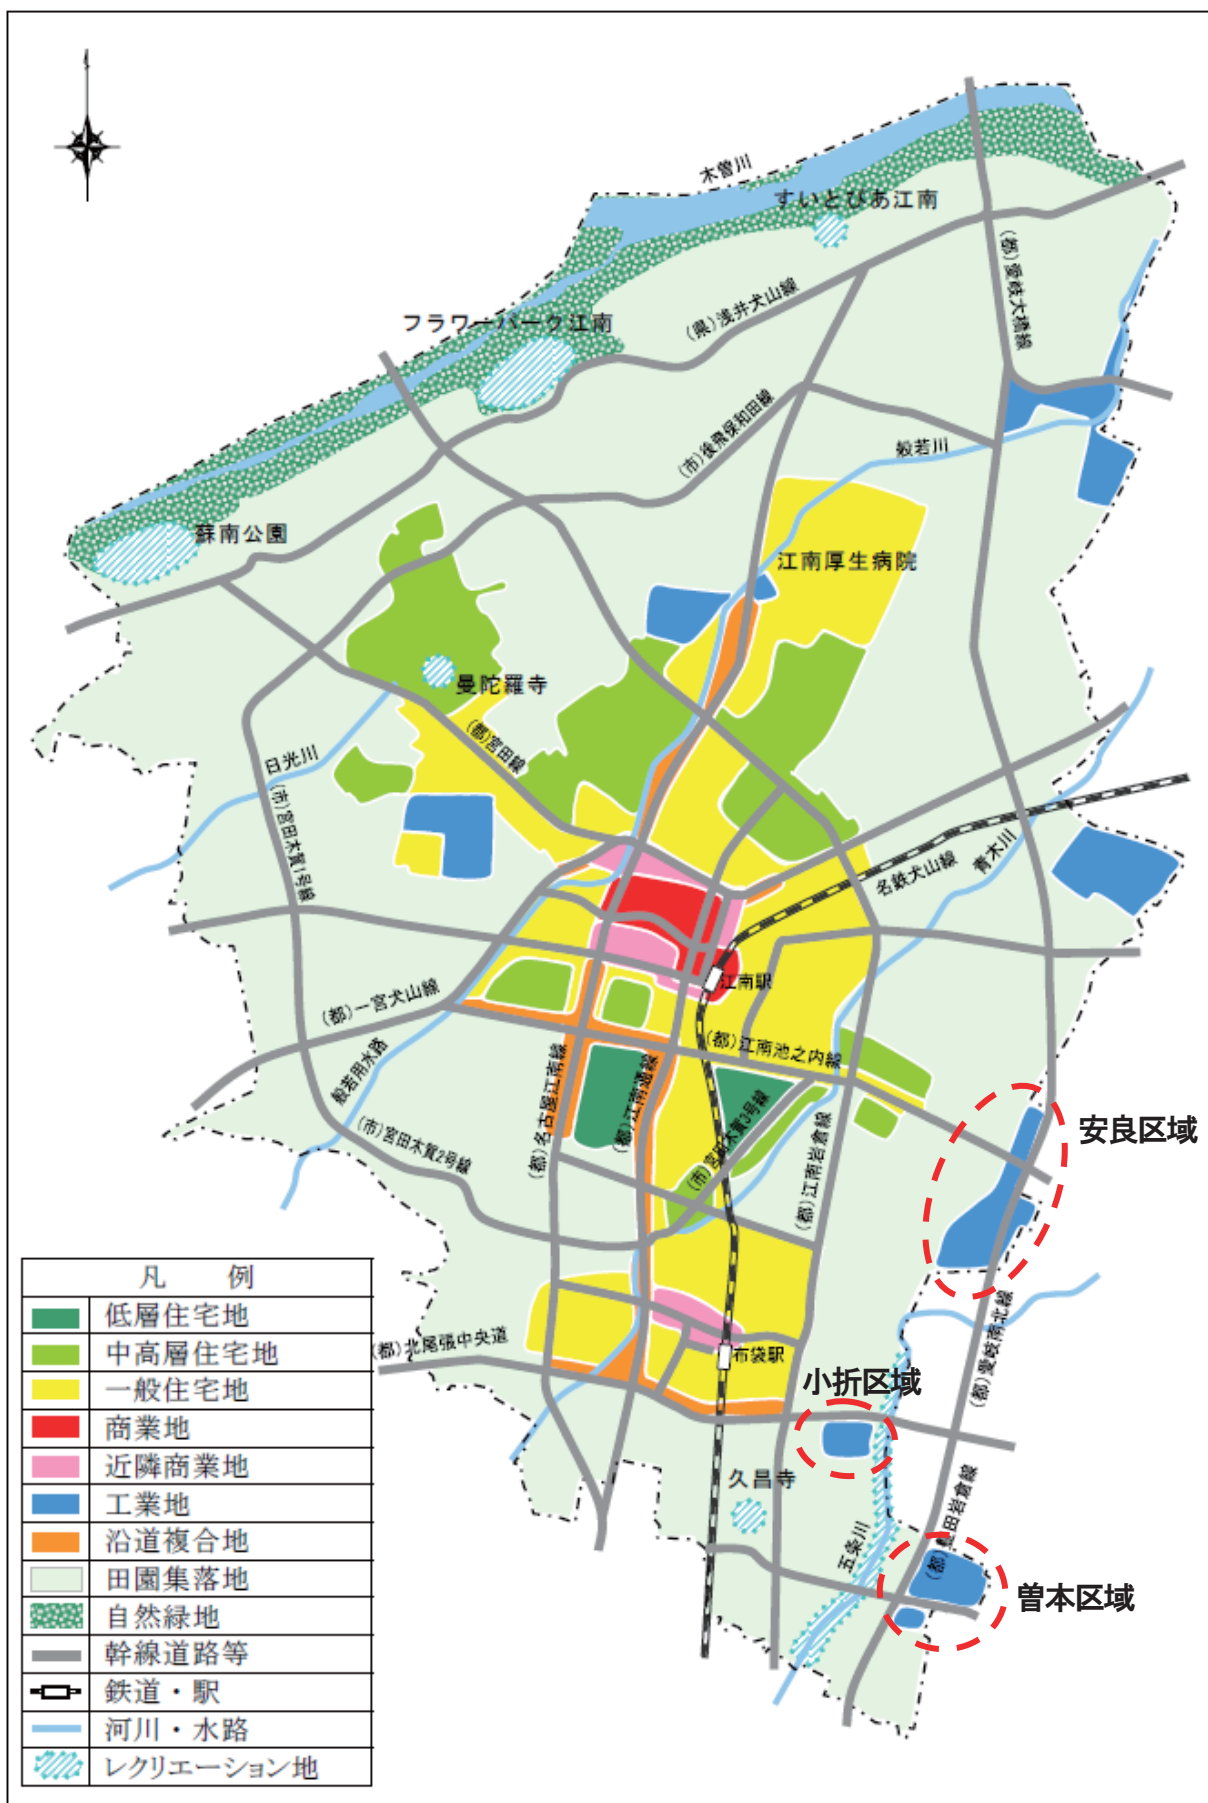 木曽川
すいとぴあ江南
(都)愛岐大橋線
(県)浅井犬山線
フラワーパーク江南
(市)後飛保和田線
般若川
蘇南公園
江南厚生病院
曼陀羅寺
(都)宮田線
日光川
(市)宮田木賀1号線
名鉄犬山線
青木川
江南駅
(都)一宮犬山線
(都)江南池之内線
般若用水路
(都)名古屋江南線
(都)江南通線
(市)宮田木賀3号線
(市)宮田木賀2号線
(都)江南岩倉線
安良区域
(都)愛岐南北線
(都)北尾張中央道
布袋駅
小折区域
久昌寺
五条川
曽本区域
凡 例
低層住宅地
中高層住宅地
一般住宅地
商業地
近隣商業地
工業地
沿道複合地
田園集落地
自然緑地
幹線道路等
鉄道・駅
河川・水路
レクリエーション地